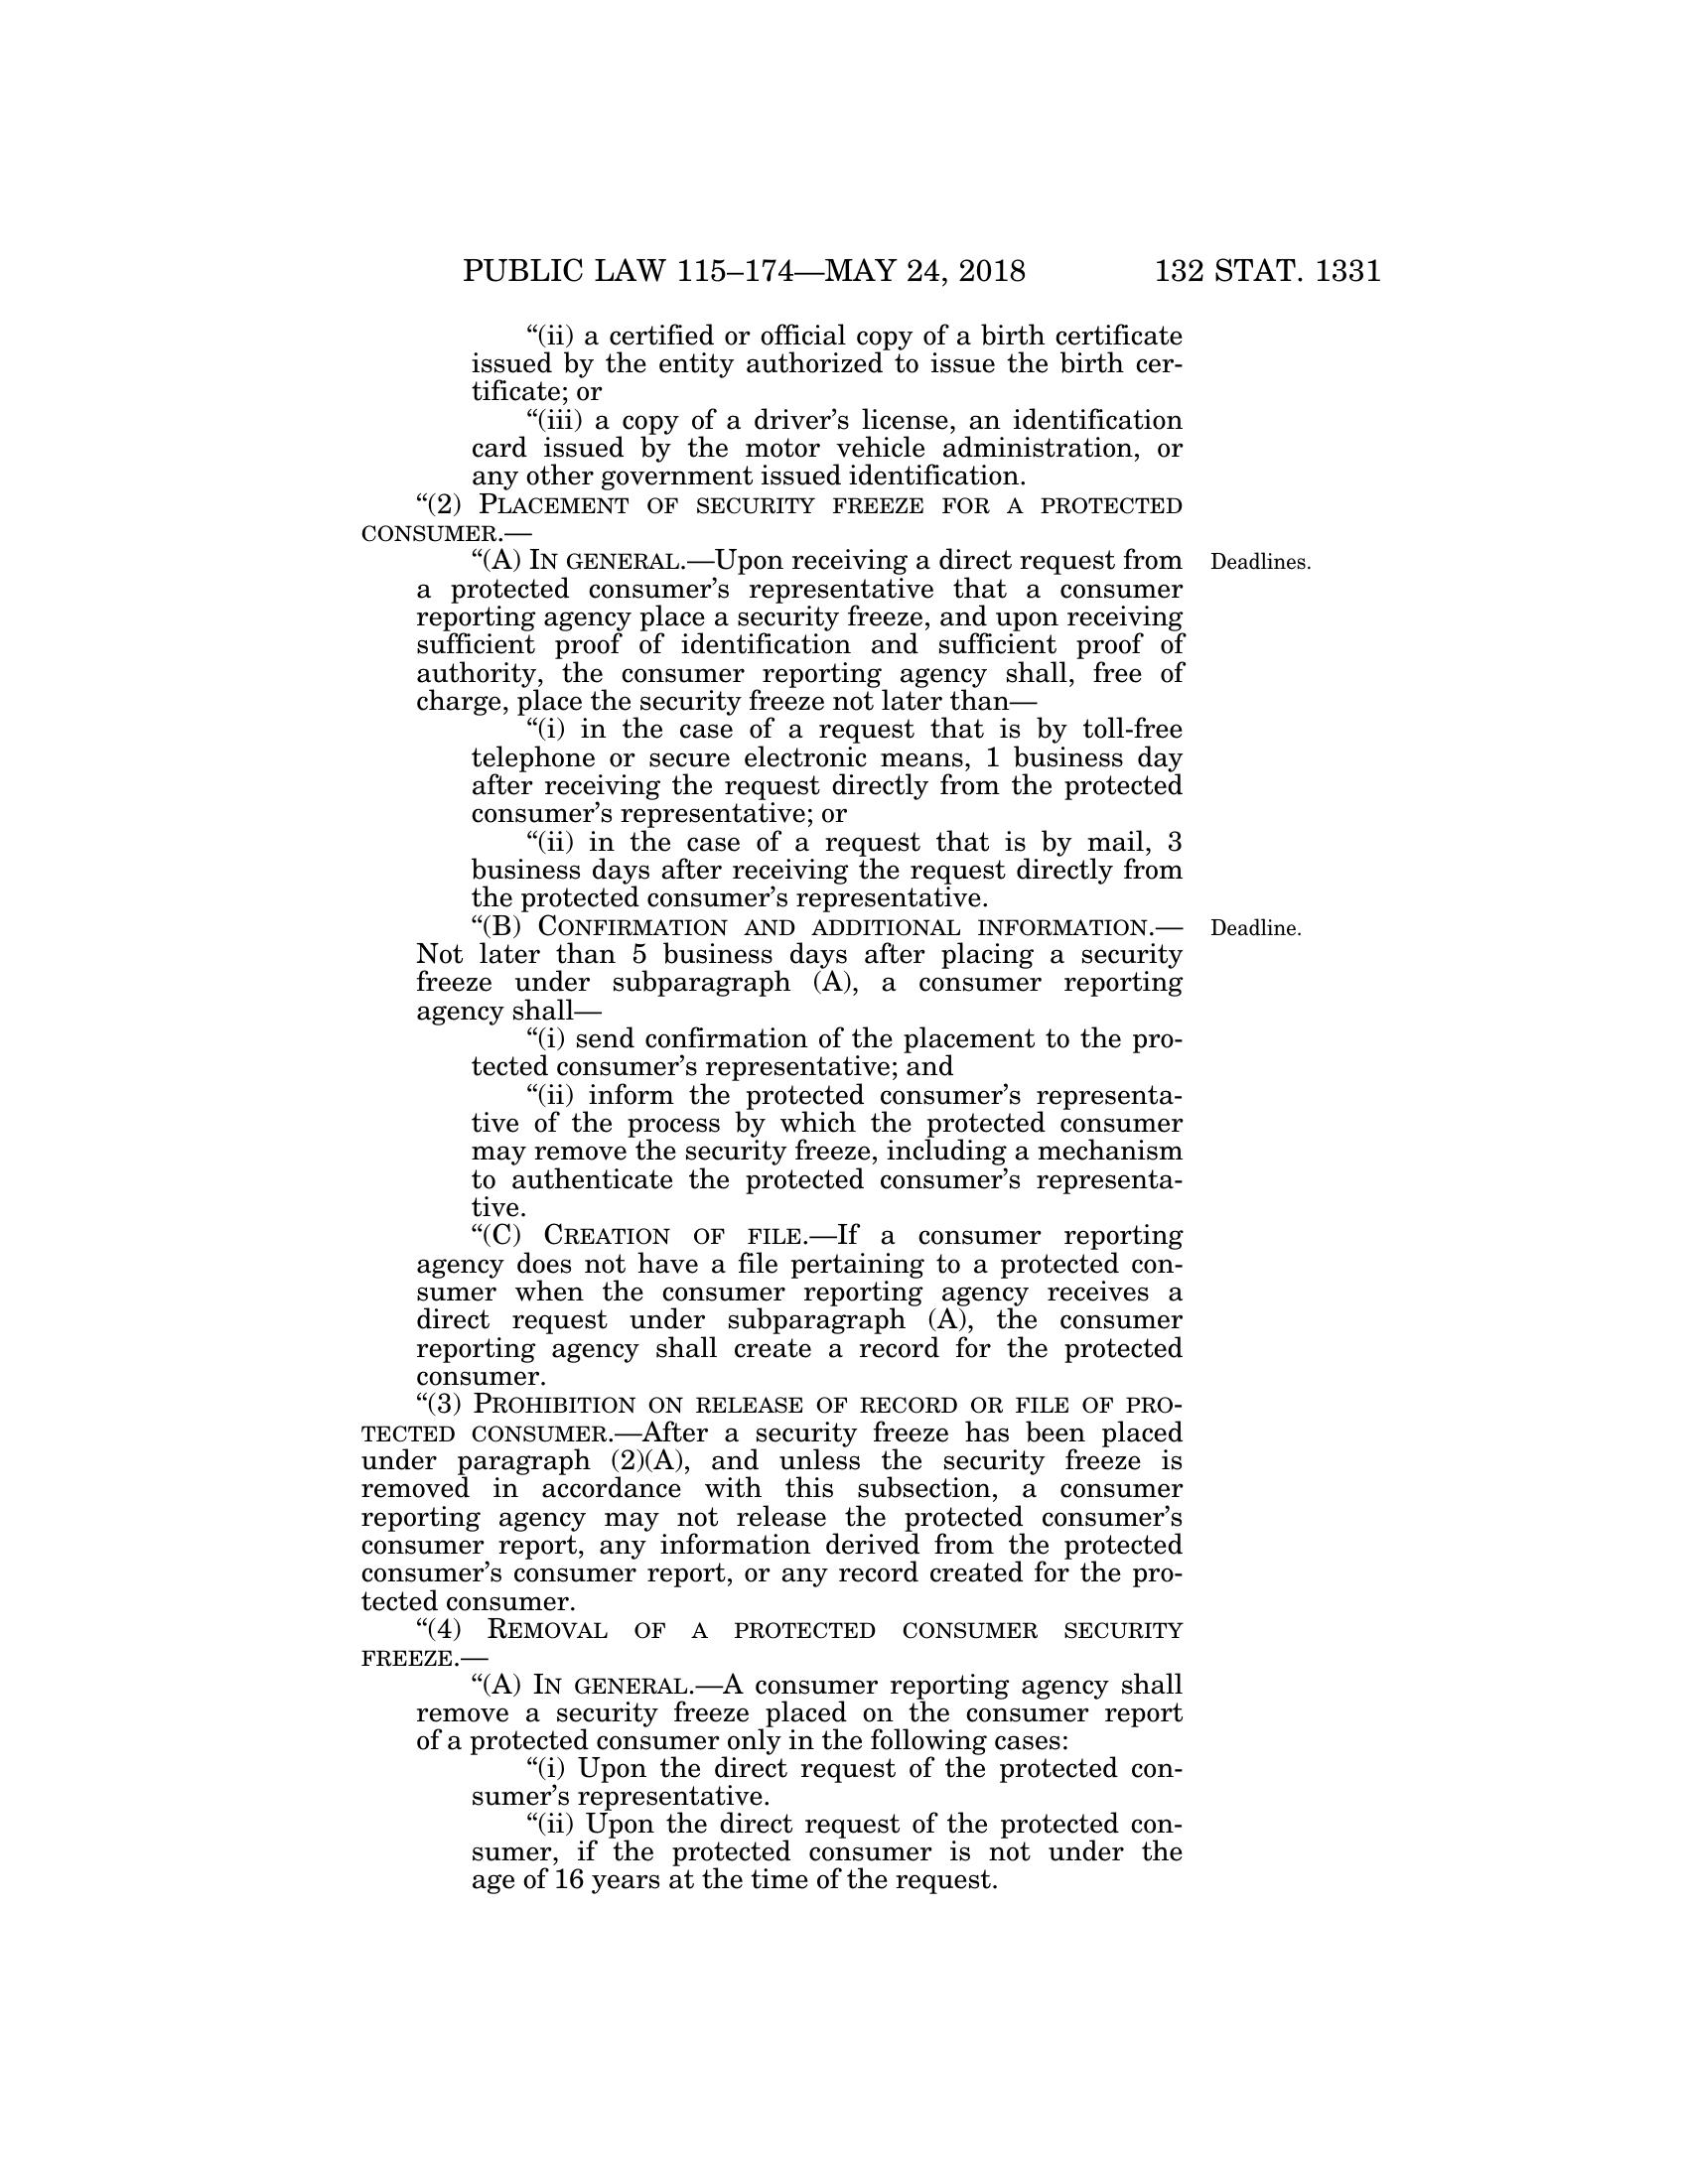 PUBLIC LAW 115–174—MAY 24, 2018 132 STAT. 1331
“(ii) a certified or official copy of a birth certificate
issued by the entity authorized to issue the birth cer-
tificate; or
“(iii) a copy of a driver’s license, an identification
card issued by the motor vehicle administration, or
any other government issued identification.
“(2) PLACEMENT OF SECURITY FREEZE FOR A PROTECTED
CONSUMER.—
“(A) IN GENERAL.—Upon receiving a direct request from
Deadlines.
a protected consumer’s representative that a consumer
reporting agency place a security freeze, and upon receiving
sufficient proof of identification and sufficient proof of
authority, the consumer reporting agency shall, free of
charge, place the security freeze not later than—
“(i) in the case of a request that is by toll-free
telephone or secure electronic means, 1 business day
after receiving the request directly from the protected
consumer’s representative; or
“(ii) in the case of a request that is by mail, 3
business days after receiving the request directly from
the protected consumer’s representative.
“(B) CONFIRMATION AND ADDITIONAL INFORMATION.—
Deadline.
Not later than 5 business days after placing a security
freeze under subparagraph (A), a consumer reporting
agency shall—
“(i) send confirmation of the placement to the pro-
tected consumer’s representative; and
“(ii) inform the protected consumer’s representa-
tive of the process by which the protected consumer
may remove the security freeze, including a mechanism
to authenticate the protected consumer’s representa-
tive.
“(C) CREATION OF FILE.—If a consumer reporting
agency does not have a file pertaining to a protected con-
sumer when the consumer reporting agency receives a
direct request under subparagraph (A), the consumer
reporting agency shall create a record for the protected
consumer.
“(3) PROHIBITION ON RELEASE OF RECORD OR FILE OF PRO-
TECTED CONSUMER.—After a security freeze has been placed
under paragraph (2)(A), and unless the security freeze is
removed in accordance with this subsection, a consumer
reporting agency may not release the protected consumer’s
consumer report, any information derived from the protected
consumer’s consumer report, or any record created for the pro-
tected consumer.
“(4) REMOVAL OF A PROTECTED CONSUMER SECURITY
FREEZE.—
“(A) IN GENERAL.—A consumer reporting agency shall
remove a security freeze placed on the consumer report
of a protected consumer only in the following cases:
“(i) Upon the direct request of the protected con-
sumer’s representative.
“(ii) Upon the direct request of the protected con-
sumer, if the protected consumer is not under the
age of 16 years at the time of the request.